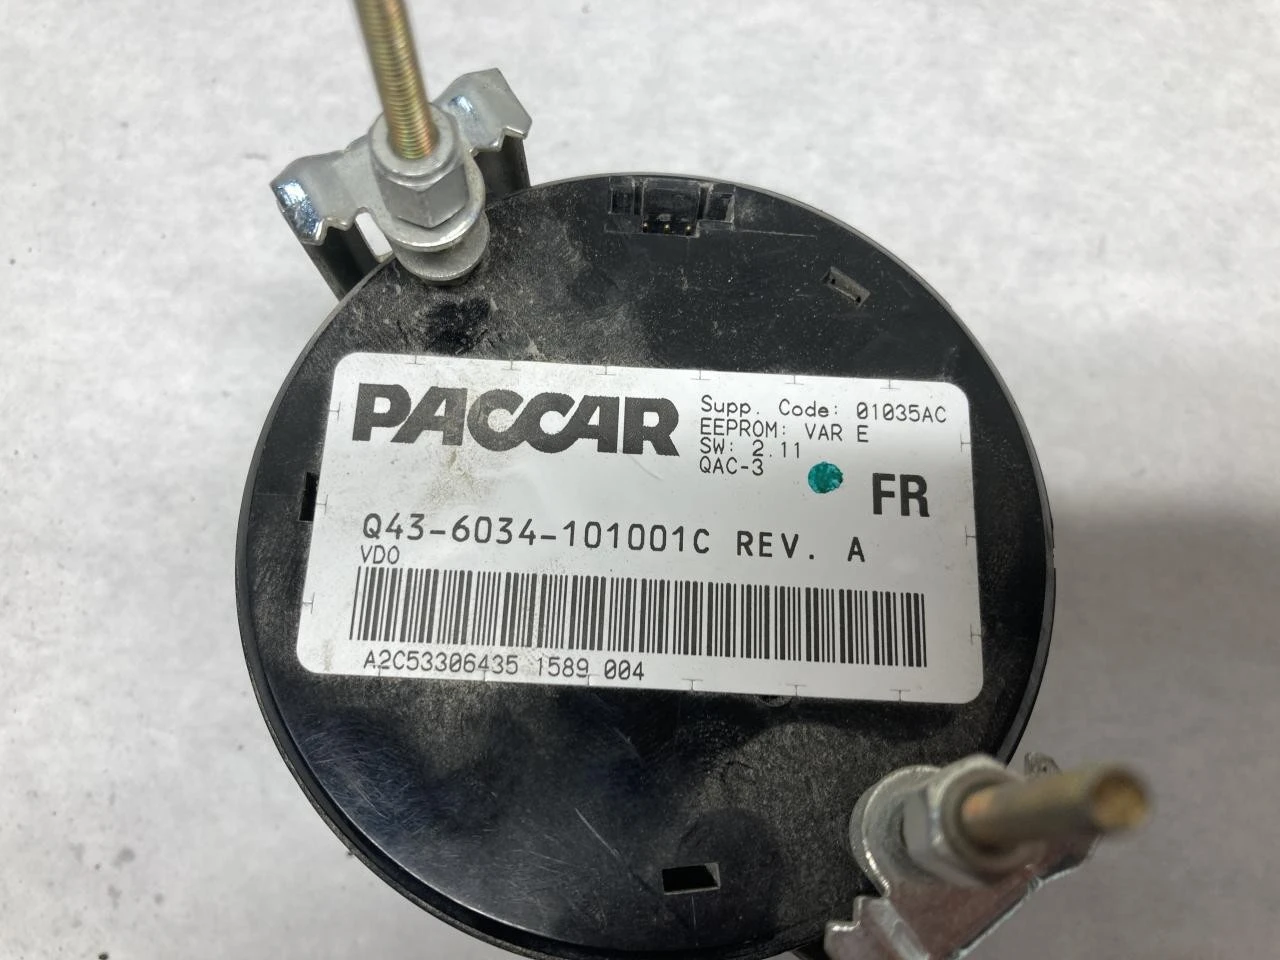 PACCAR
Supp. Code: 01035AC
EEPROM: VAR E
SW: 2.11
QAC-3
FR
Q43-6034-101001C REV. A
VDO
A2C53306435 1589 004